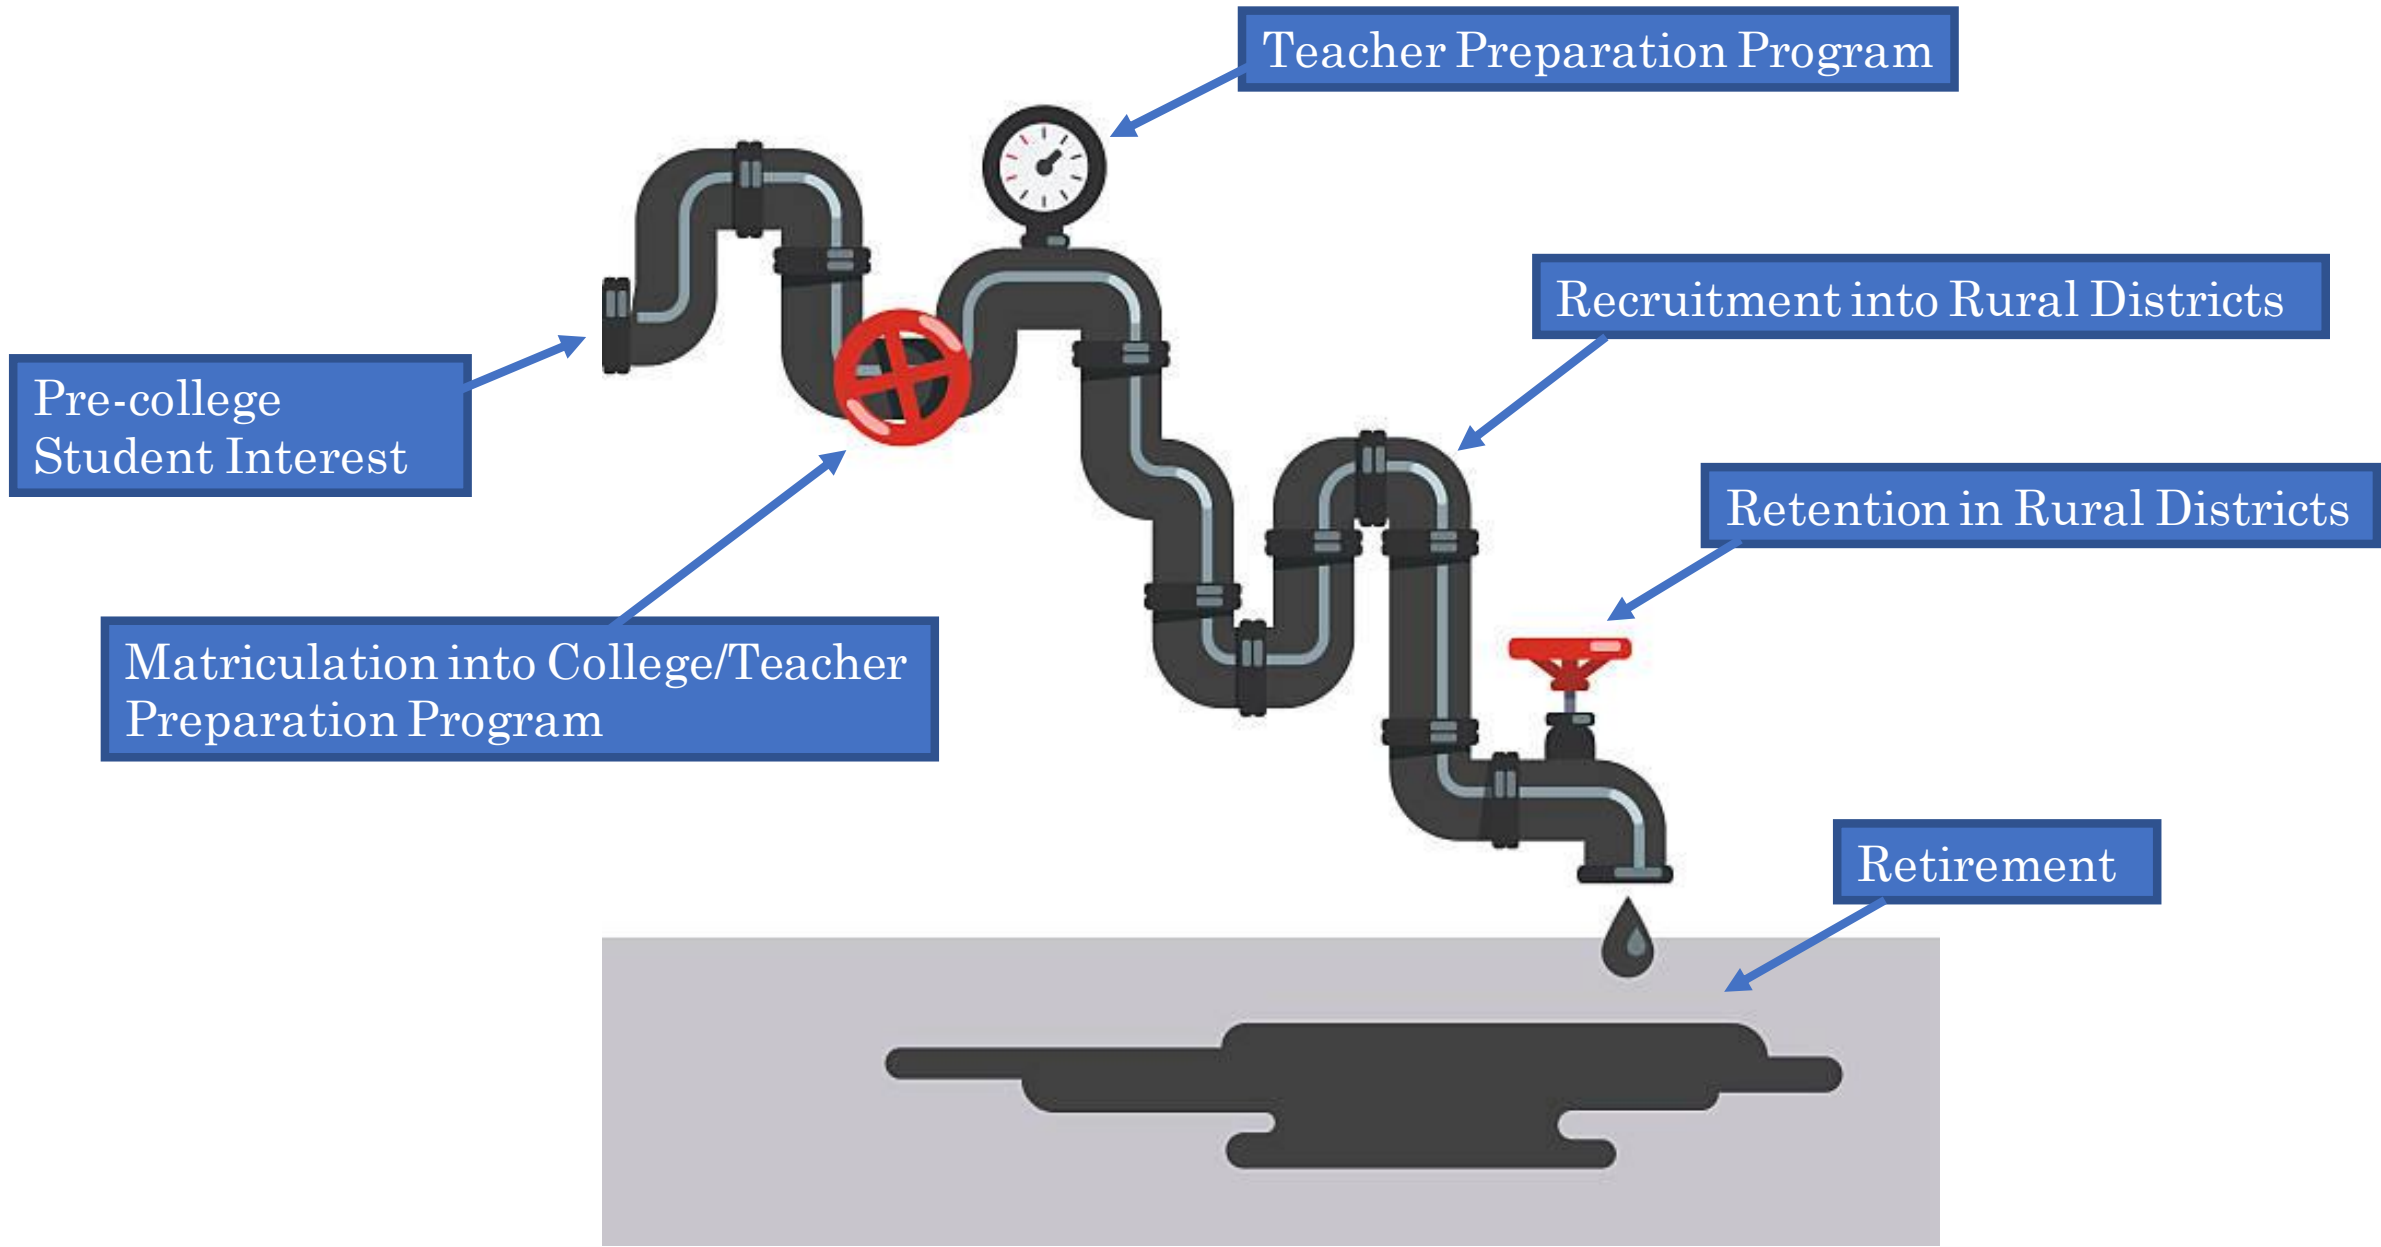 Teacher Preparation Program
Recruitment into Rural Districts
Pre-college
Student Interest
Retention in Rural Districts
Matriculation into College/Teacher
Preparation Program
Retirement